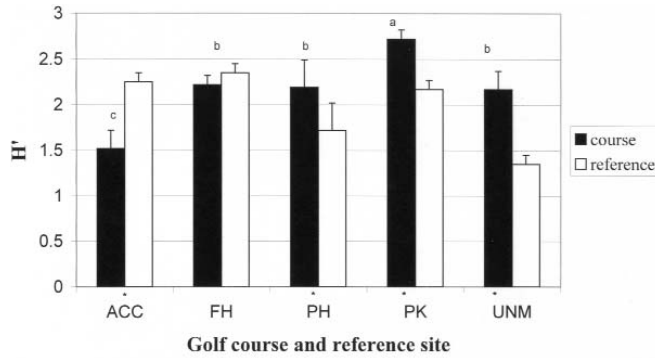 3
2.5
2
1.5
1
2.5
0
H'
c
b
b
a
b
* * * *
ACC FH PH PK UNM
course
reference
Golf course and reference site